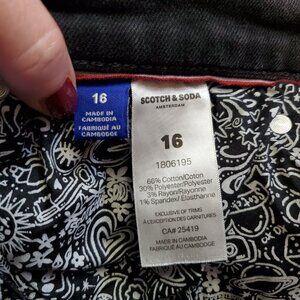 16
MADE IN
CAMBODIA
FABRIQUÉ AU
CAMBODGE
SCOTCH & SODA
AMSTERDAM
16
1806195
66% Cotton/Coton
30% Polyester/Polyester
3% Rayon/Rayonne
1% Spandex/Élasthanne
EXCLUSIVE OF TRIMS
À L'EXCEPTION DES GARNITURES
CA# 25419
MADE IN CAMBODIA
FABRIQUÉ AU CAMBODGE